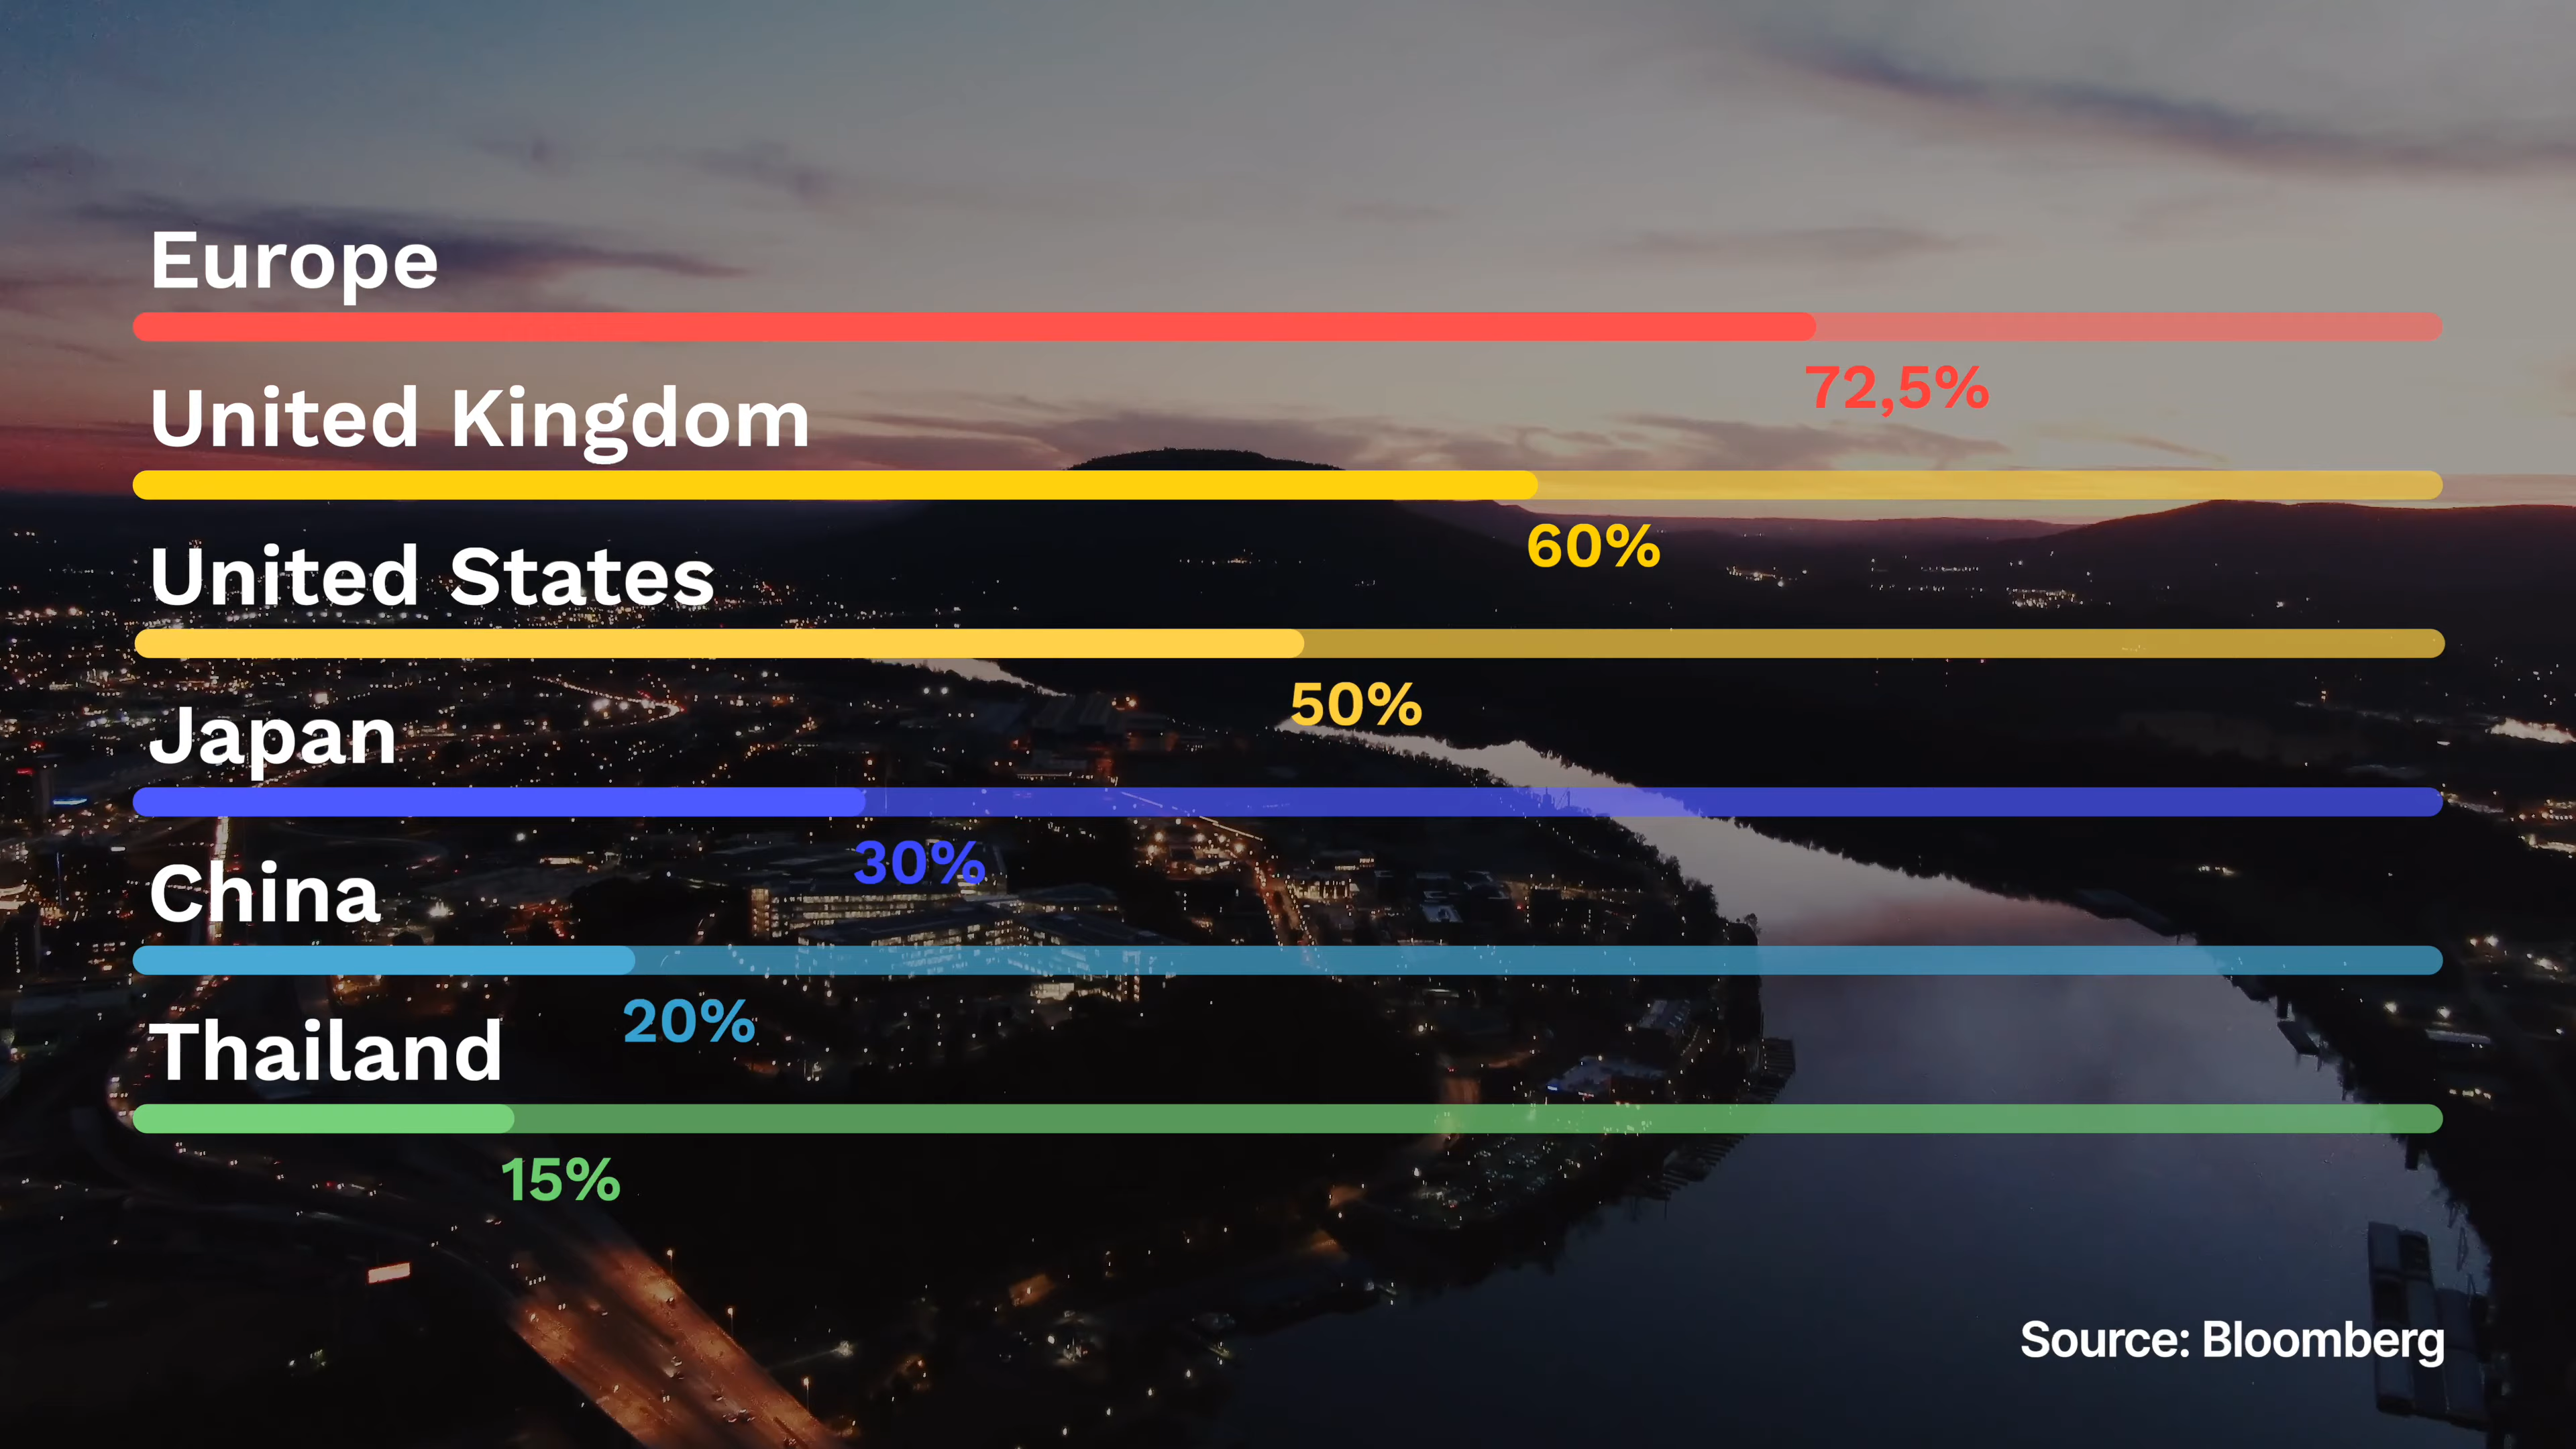 Europe
72,5%
United Kingdom
60%
United States
50%
Japan
30%
China
20%
Thailand
15%
Source: Bloomberg